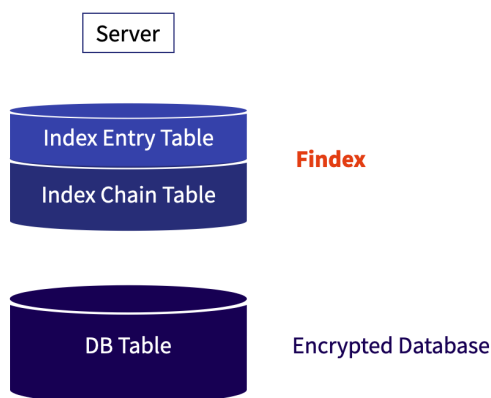 Server
Index Entry Table
Findex
Index Chain Table
DB Table
Encrypted Database